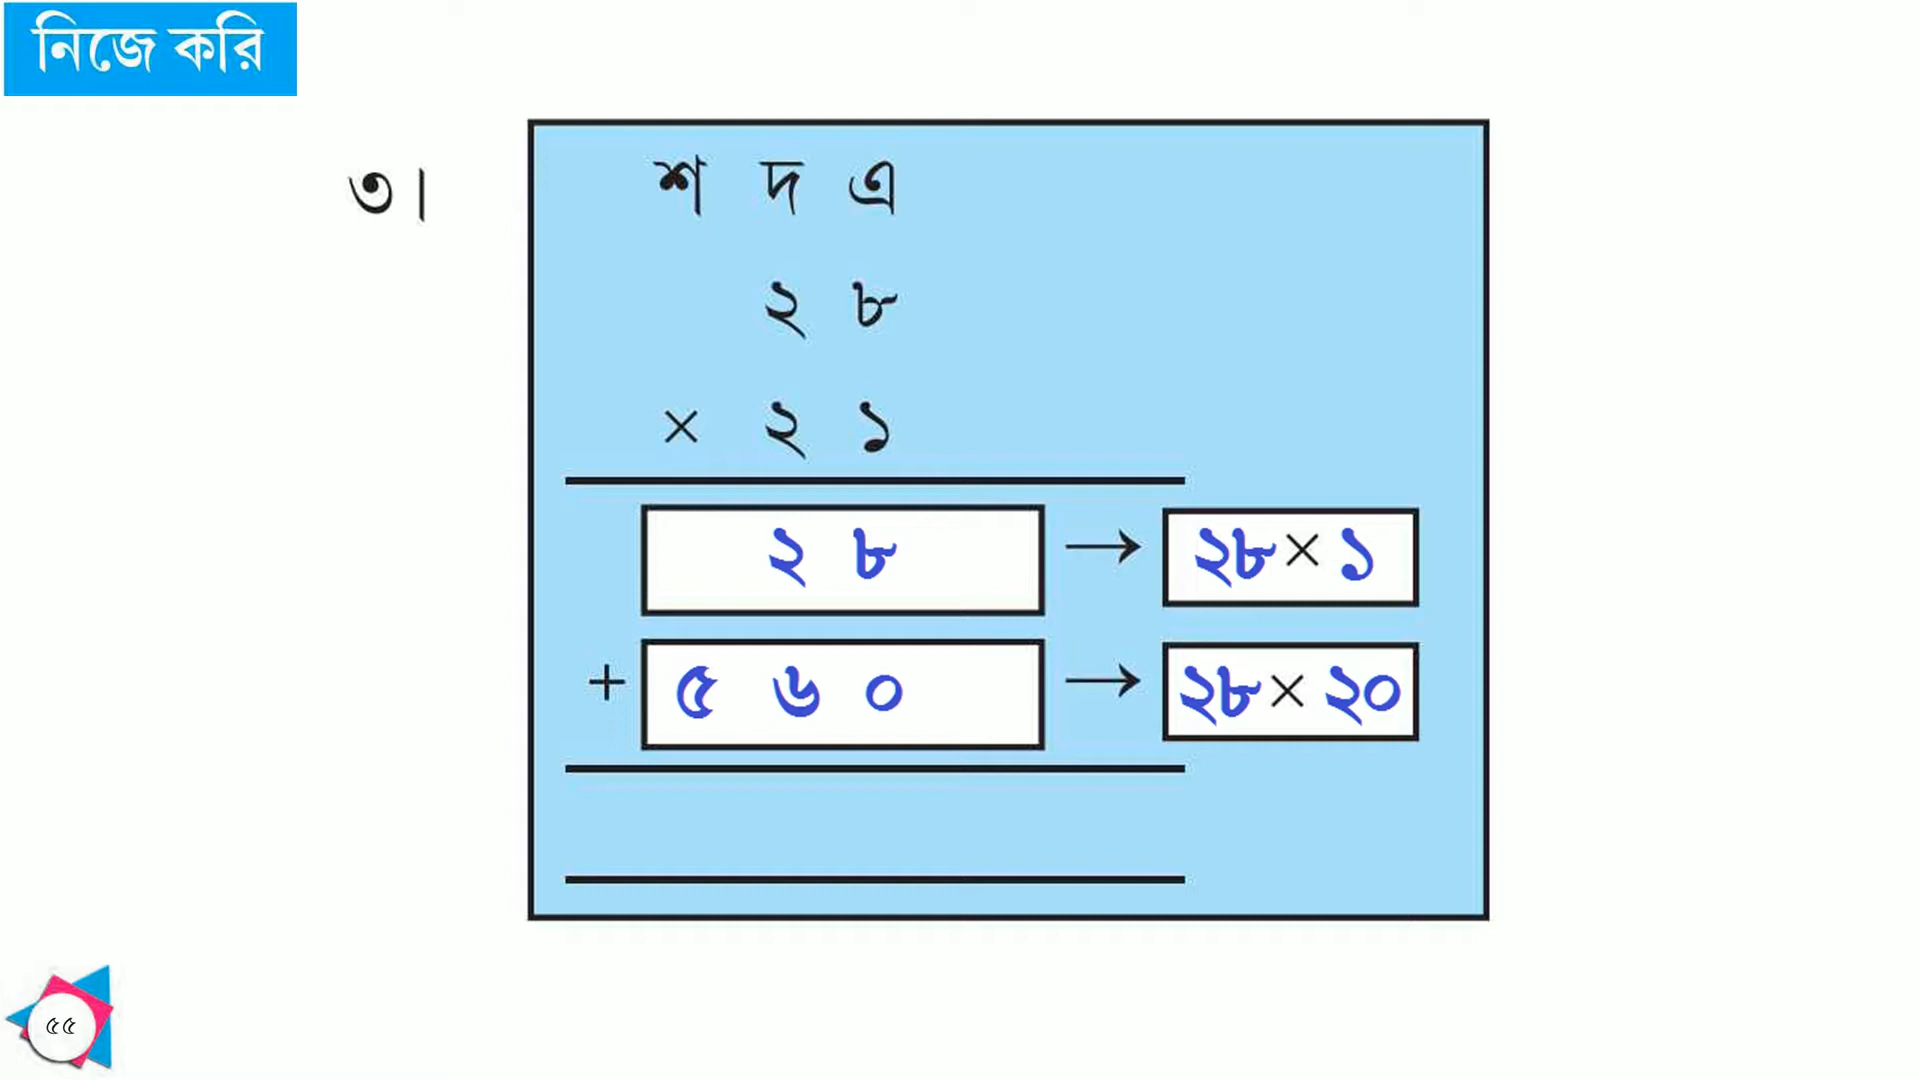 নিজে করি
৩।
শ দ এ
২ ৮
× ২ ১
২ ৮ → ২৮ × ১
+ ৫ ৬ ০ → ২৮ × ২০
৫৫